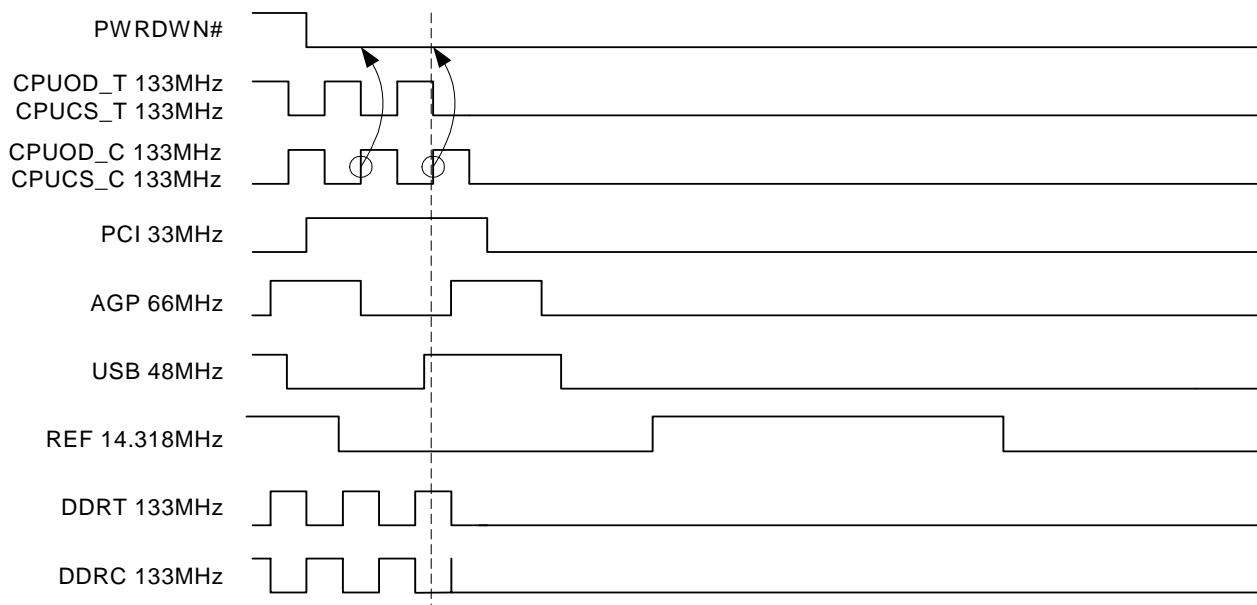 PWRDWN#
CPUOD_T 133MHz
CPUCS_T 133MHz
CPUOD_C 133MHz
CPUCS_C 133MHz
PCI 33MHz
AGP 66MHz
USB 48MHz
REF 14.318MHz
DDRT 133MHz
DDRC 133MHz